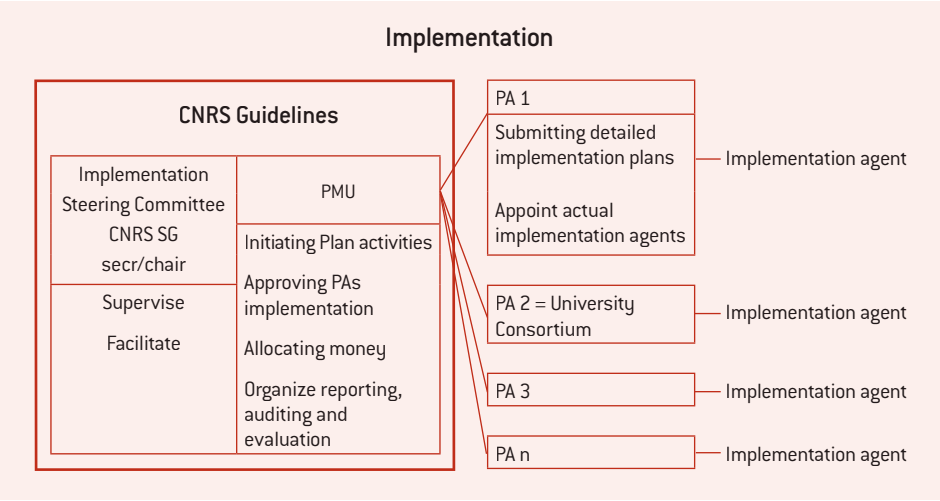 Implementation
CNRS Guidelines
Implementation
Steering Committee
CNRS SG
secr/chair
Supervise
Facilitate
PMU
Initiating Plan activities
Approving PAs
implementation
Allocating money
Organize reporting,
auditing and
evaluation
PA 1
Submitting detailed
implementation plans
Appoint actual
implementation agents
Implementation agent
PA 2 = University
Consortium
Implementation agent
PA 3
Implementation agent
PA n
Implementation agent